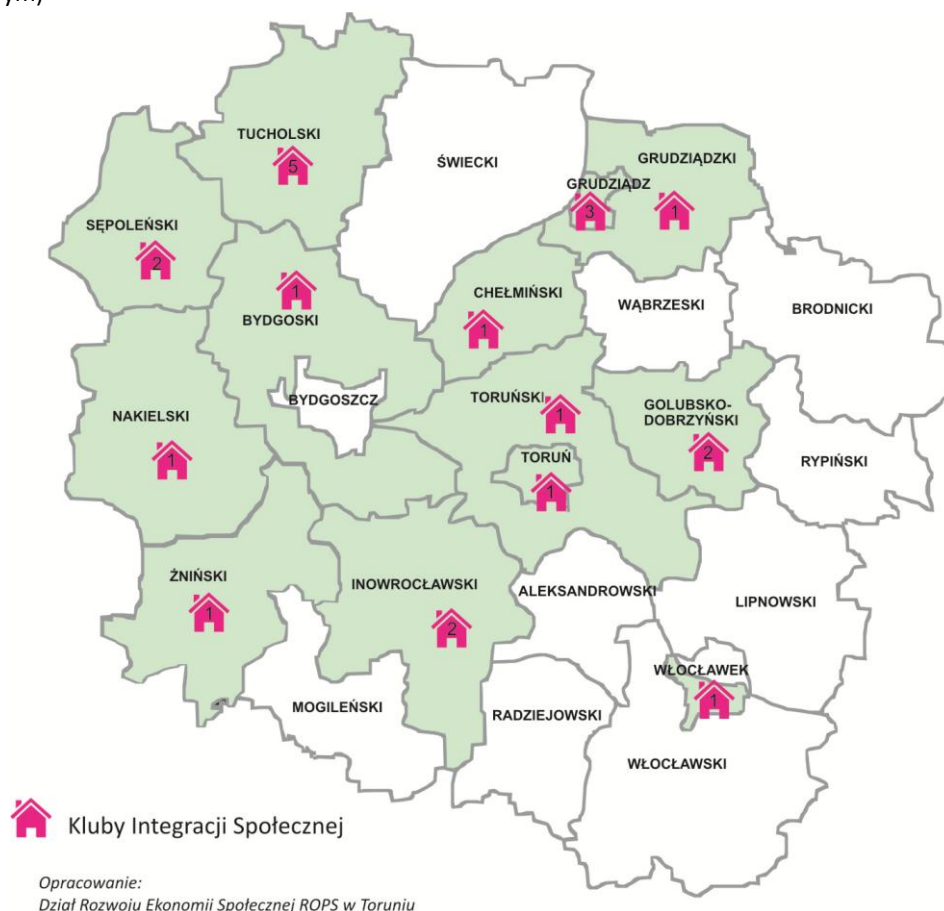 TUCHOLSKI
5
ŚWIECKI
GRUDZIĄDZKI
1
GRUDZIĄDZ
3
SĘPOLEŃSKI
2
1
BYDGOSKI
CHEŁMIŃSKI
1
WĄBRZESKI
BRODNICKI
BYDGOSZCZ
NAKIELSKI
1
TORUŃSKI
1
TORUŃ
1
GOLUBSKO-
DOBRZYŃSKI
2
RYPIŃSKI
ŻNIŃSKI
1
INOWROCŁAWSKI
2
ALEKSANDROWSKI
LIPNOWSKI
WŁOCŁAWEK
1
MOGILEŃSKI
RADZIEJOWSKI
WŁOCŁAWSKI
Kluby Integracji Społecznej
Opracowanie:
Dział Rozwoju Ekonomii Społecznej ROPS w Toruniu